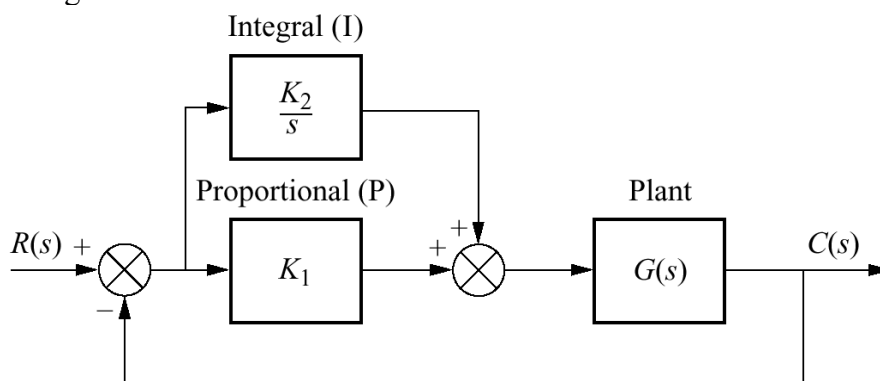 Integral (I)
K₂
s
Proportional (P)
Plant
R(s) +
−
K₁
+
+
G(s)
C(s)